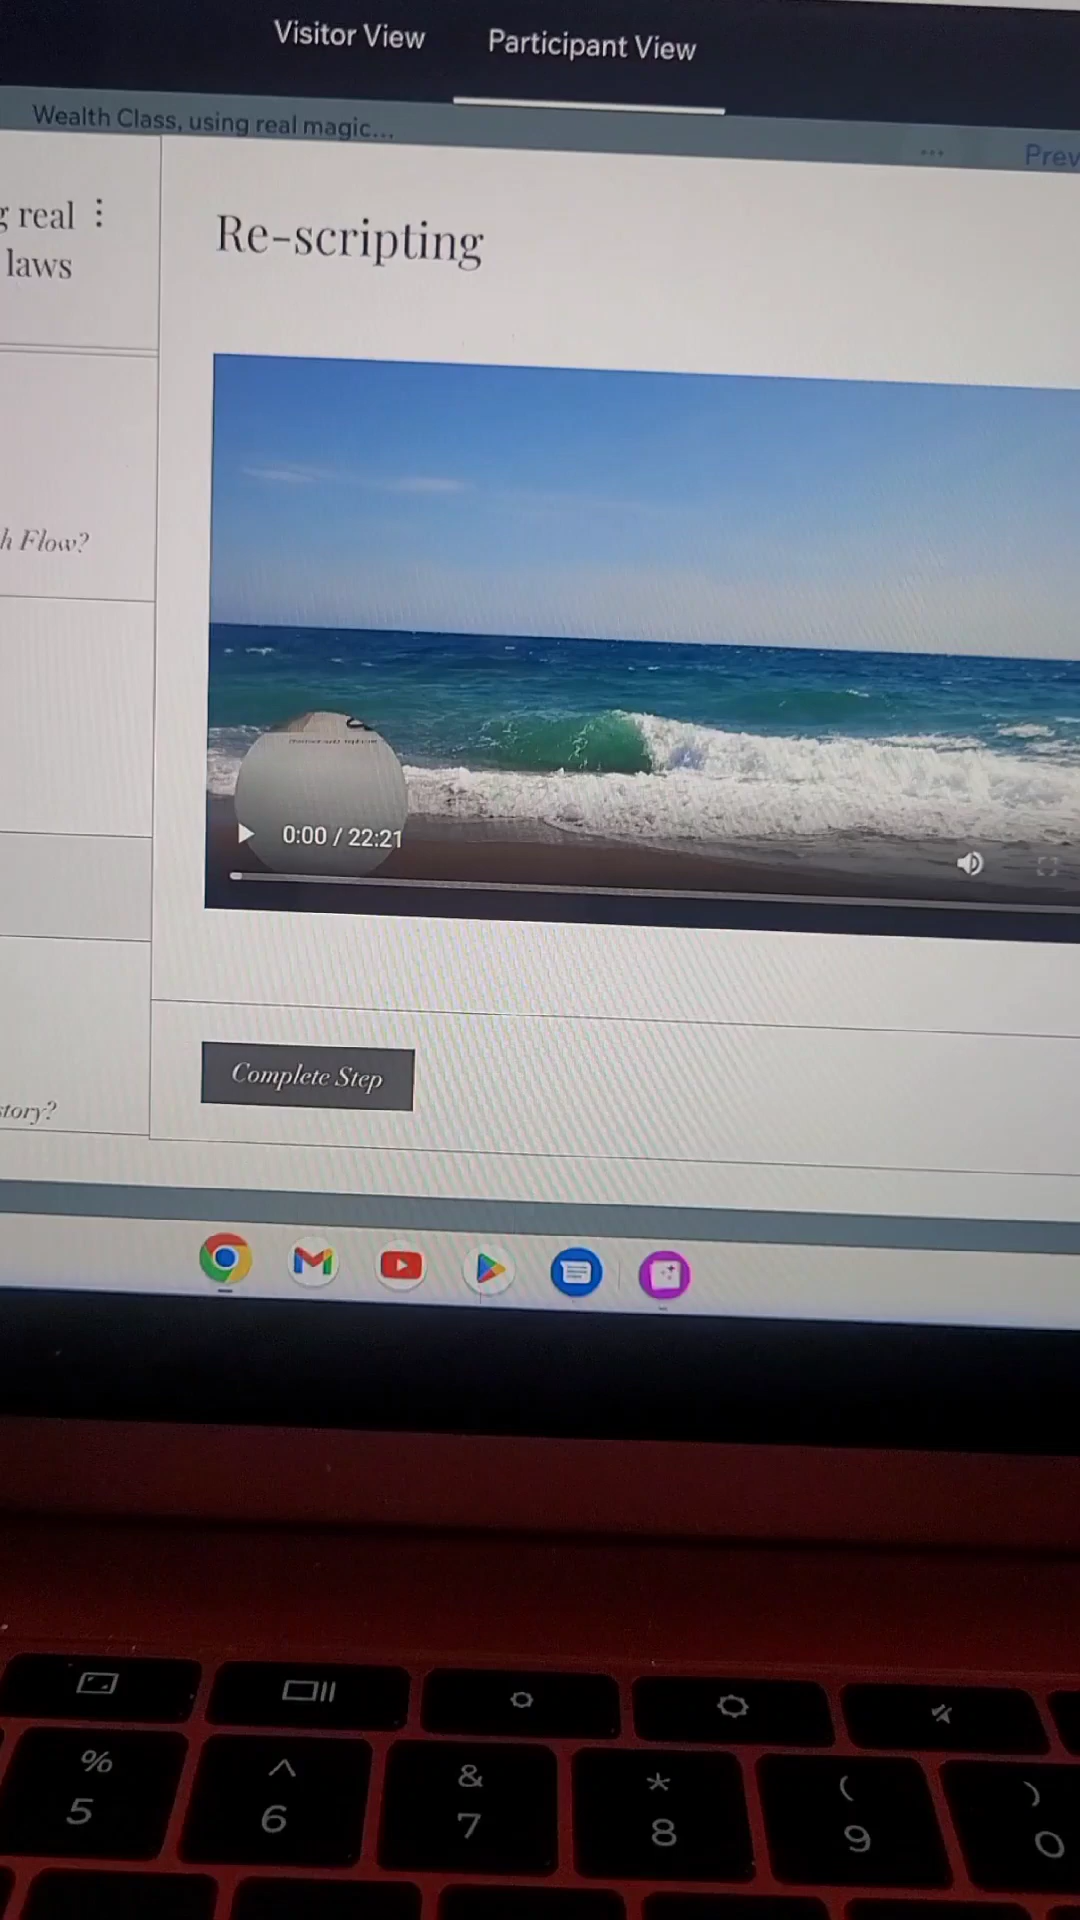 Visitor View
Participant View
Wealth Class, using real magic...
...
Prev
g real
laws
Re-scripting
h Flow?
0:00 / 22:21
Complete Step
story?
% ^ & * ( )
5 6 7 8 9 0